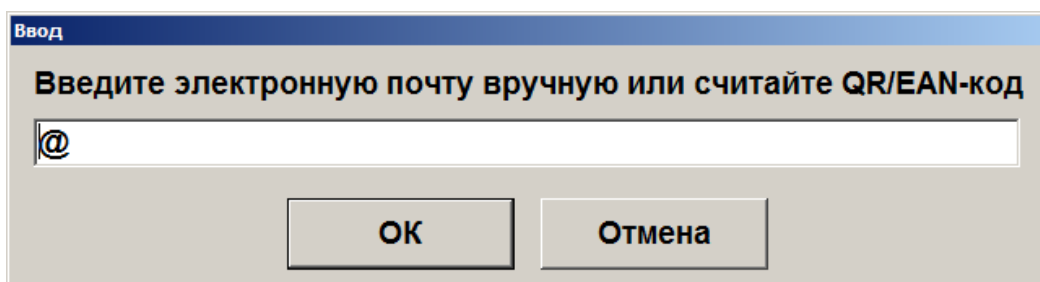 Ввод
Введите электронную почту вручную или считайте QR/EAN-код
@
ОК Отмена